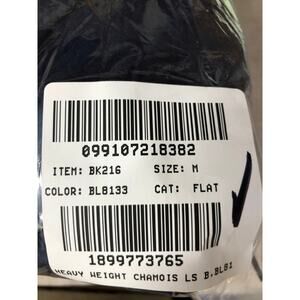 099107218382
ITEM: BK216 SIZE: M
COLOR: BL8133 CAT: FLAT
1899773765
HEAVY WEIGHT CHAMOIS LS B.BL81